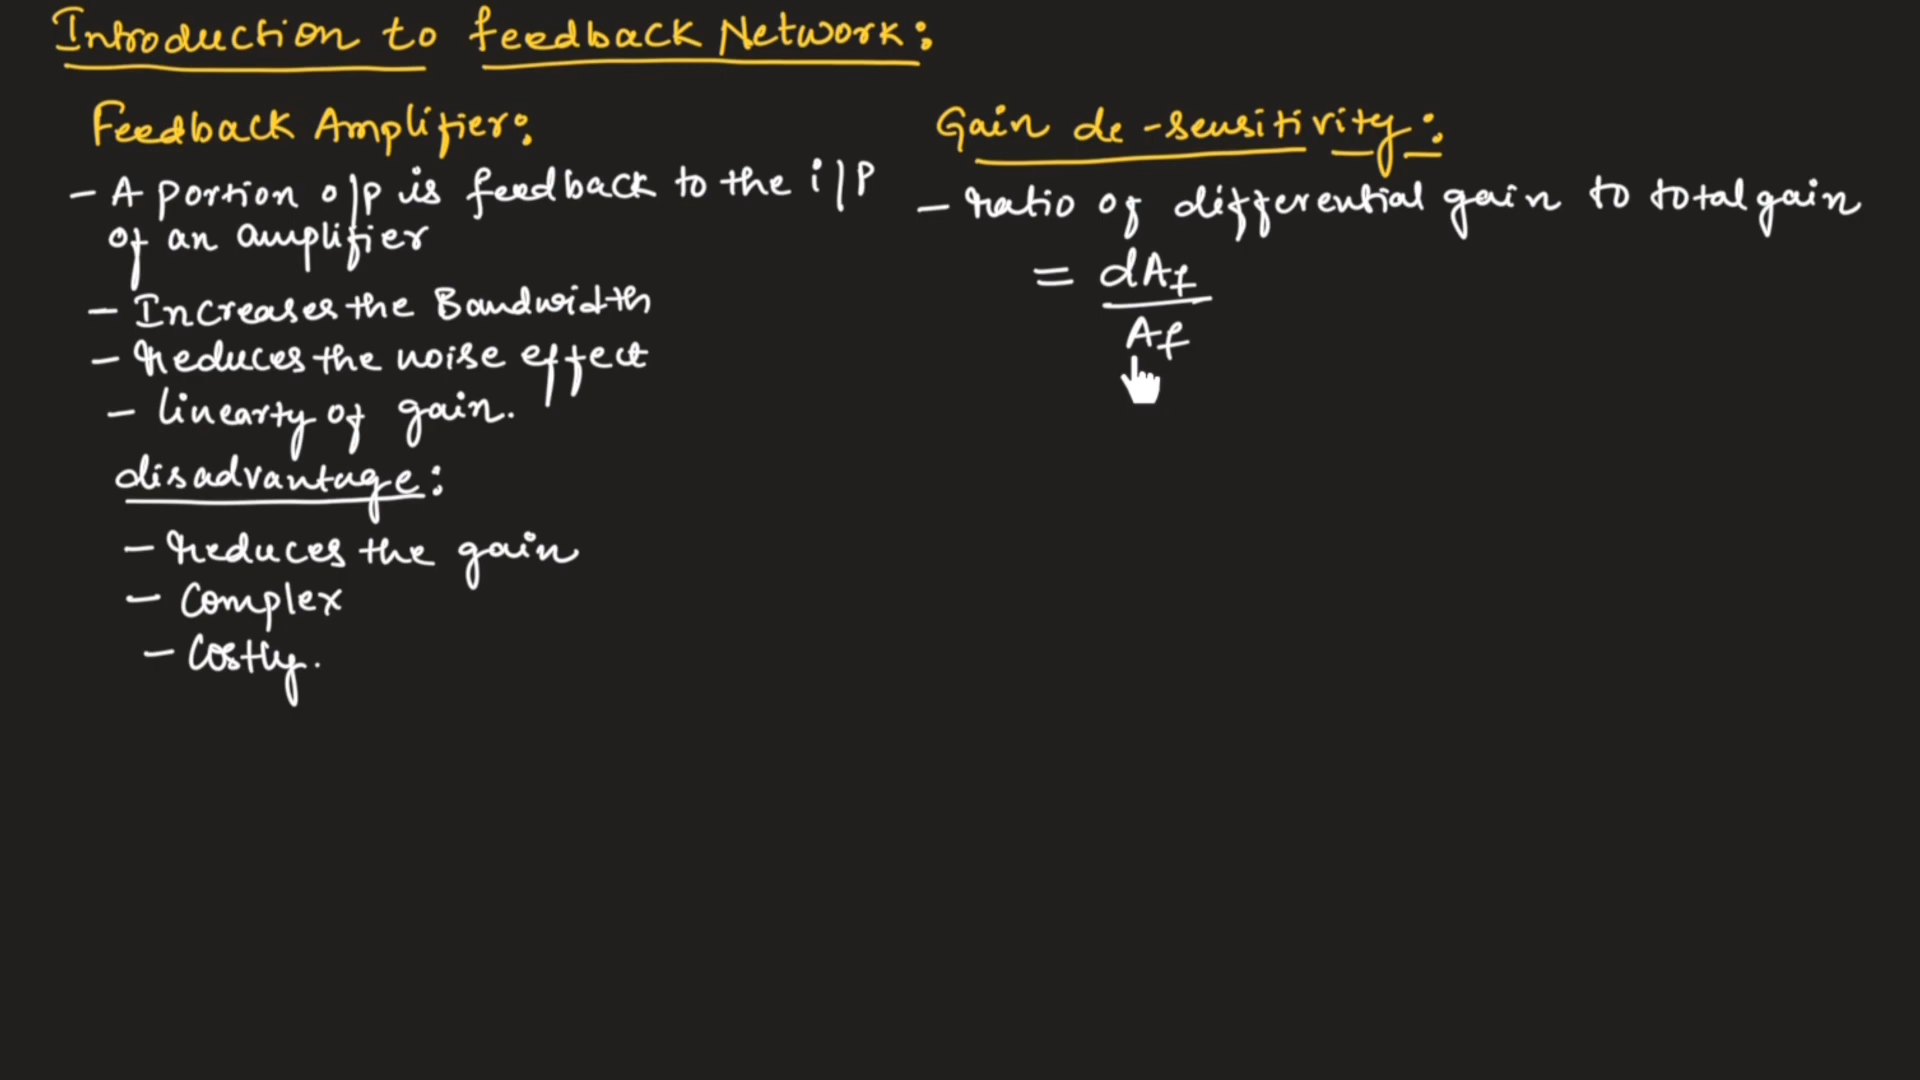 Introduction to feedback Network:
Feedback Amplifier:
- A portion o/p is feedback to the i/p
of an amplifier
- Increases the Bandwidth
- Reduces the noise effect
- linearty of gain.
disadvantage:
- Reduces the gain
- Complex
- Costly.
Gain de-sensitivity:
- ratio of differential gain to total gain
= dAf
Af